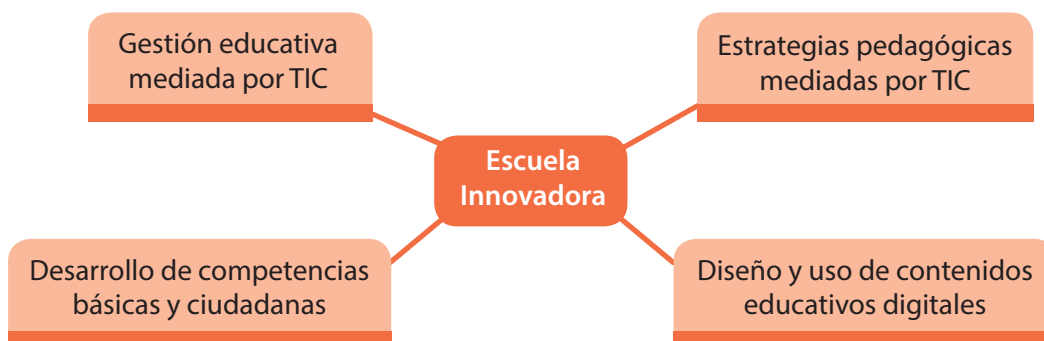 Gestión educativa
mediada por TIC
Estrategias pedagógicas
mediadas por TIC
Escuela
Innovadora
Desarrollo de competencias
básicas y ciudadanas
Diseño y uso de contenidos
educativos digitales